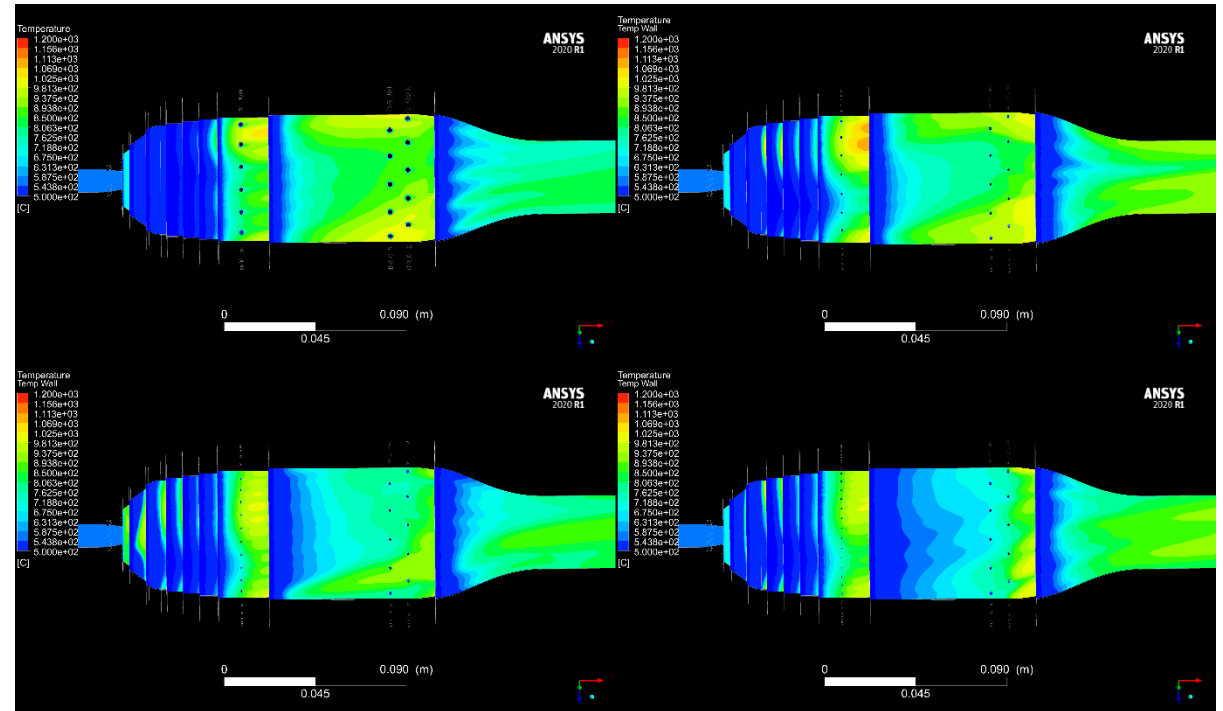 Temperature
1.200e+03
1.156e+03
1.113e+03
1.069e+03
1.025e+03
9.813e+02
9.375e+02
8.938e+02
8.500e+02
8.063e+02
7.625e+02
7.188e+02
6.750e+02
6.313e+02
5.875e+02
5.438e+02
5.000e+02
[C]
ANSYS
2020 R1
0 0.090 (m)
0.045
Temperature
Temp Wall
1.200e+03
1.156e+03
1.113e+03
1.069e+03
1.025e+03
9.813e+02
9.375e+02
8.938e+02
8.500e+02
8.063e+02
7.625e+02
7.188e+02
6.750e+02
6.313e+02
5.875e+02
5.438e+02
5.000e+02
[C]
ANSYS
2020 R1
0 0.090 (m)
0.045
Temperature
Temp Wall
1.200e+03
1.156e+03
1.113e+03
1.069e+03
1.025e+03
9.813e+02
9.375e+02
8.938e+02
8.500e+02
8.063e+02
7.625e+02
7.188e+02
6.750e+02
6.313e+02
5.875e+02
5.438e+02
5.000e+02
[C]
ANSYS
2020 R1
0 0.090 (m)
0.045
Temperature
Temp Wall
1.200e+03
1.156e+03
1.113e+03
1.069e+03
1.025e+03
9.813e+02
9.375e+02
8.938e+02
8.500e+02
8.063e+02
7.625e+02
7.188e+02
6.750e+02
6.313e+02
5.875e+02
5.438e+02
5.000e+02
[C]
ANSYS
2020 R1
0 0.090 (m)
0.045